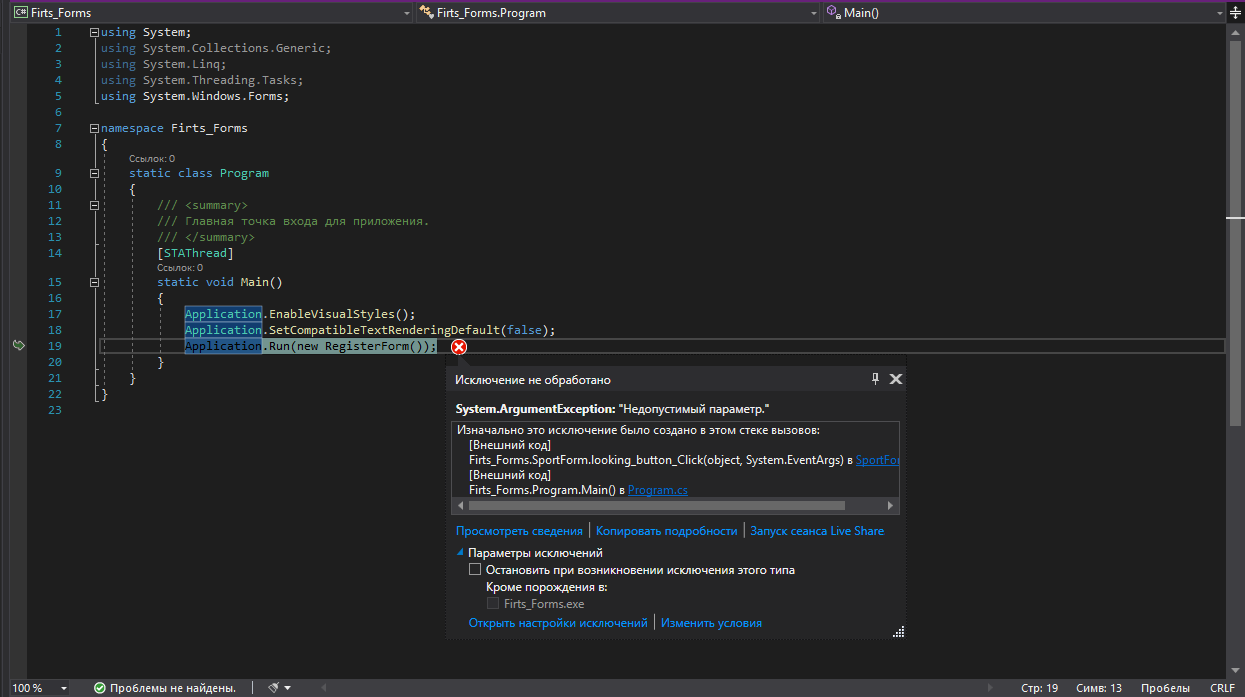 Firts_Forms
Firts_Forms.Program
Main()
1 using System;
2 using System.Collections.Generic;
3 using System.Linq;
4 using System.Threading.Tasks;
5 using System.Windows.Forms;
6
7 namespace Firts_Forms
8 {
Ссылок: 0
9 static class Program
10 {
11 /// <summary>
12 /// Главная точка входа для приложения.
13 /// </summary>
14 [STAThread]
Ссылок: 0
15 static void Main()
16 {
17 Application.EnableVisualStyles();
18 Application.SetCompatibleTextRenderingDefault(false);
19 Application.Run(new RegisterForm());
20 }
21 }
22 }
23
Исключение не обработано
System.ArgumentException: "Недопустимый параметр."
Изначально это исключение было создано в этом стеке вызовов:
[Внешний код]
Firts_Forms.SportForm.looking_button_Click(object, System.EventArgs) в SportFor
[Внешний код]
Firts_Forms.Program.Main() в Program.cs
Просмотреть сведения | Копировать подробности | Запуск сеанса Live Share
Параметры исключений
Остановить при возникновении исключения этого типа
Кроме порождения в:
Firts_Forms.exe
Открыть настройки исключений | Изменить условия
100 % Проблемы не найдены. Стр: 19 Симв: 13 Пробелы CRLF